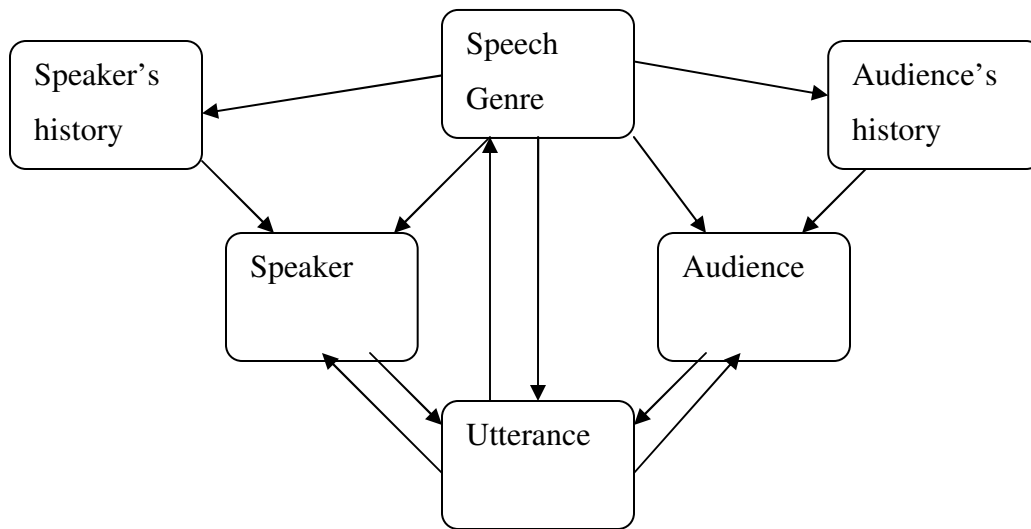 Speech
Genre
Speaker’s
history
Audience’s
history
Speaker
Audience
Utterance